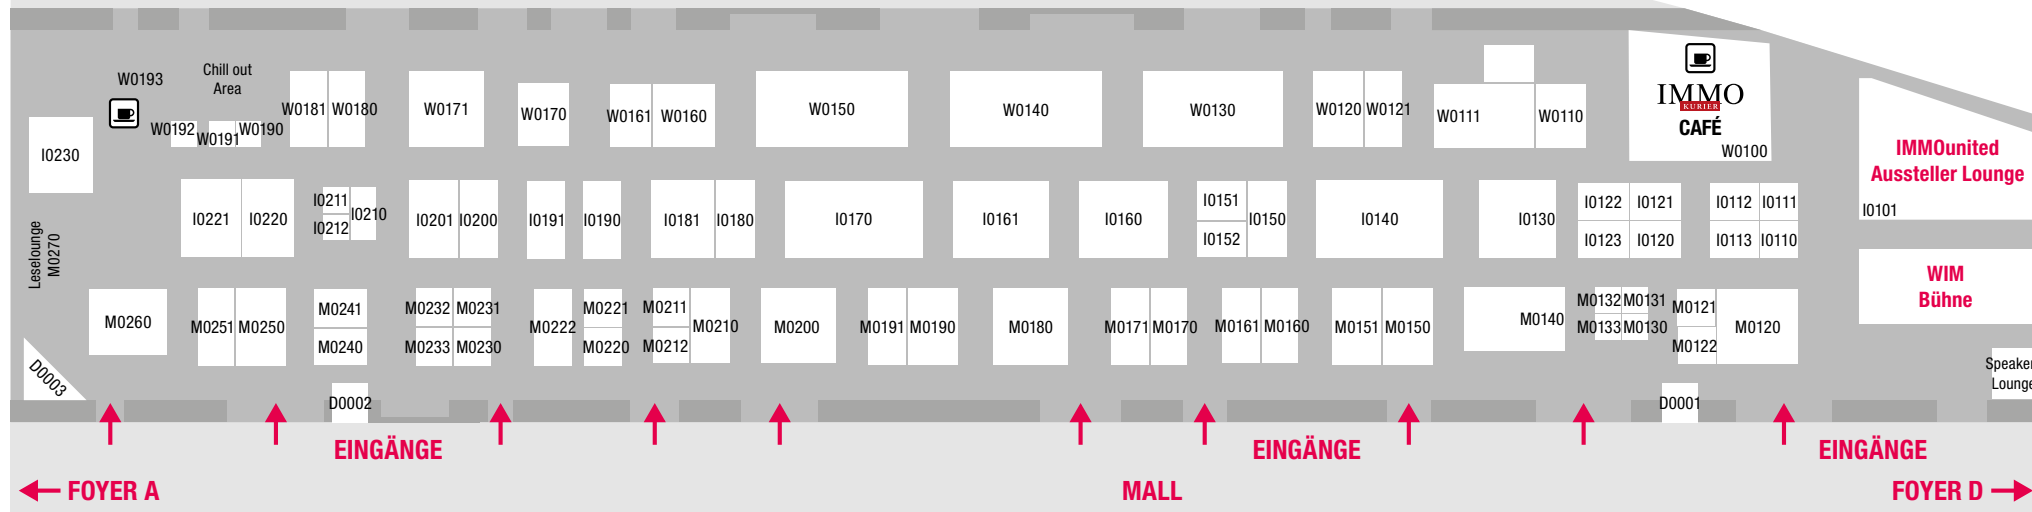 W0193
Chill out
Area
W0192
W0191
W0190
W0181
W0180
W0171
W0170
W0161
W0160
W0150
W0140
W0130
W0120
W0121
W0111
W0110
IMMO
KURIER
CAFÉ
W0100
IMMOunited
Aussteller Lounge
I0101
I0230
I0221
I0220
I0211
I0212
I0210
I0201
I0200
I0191
I0190
I0181
I0180
I0170
I0161
I0160
I0151
I0152
I0150
I0140
I0130
I0122
I0121
I0123
I0120
I0112
I0111
I0113
I0110
Leselounge
M0270
WIM
Bühne
M0260
M0251
M0250
M0241
M0240
M0232
M0231
M0233
M0230
M0222
M0221
M0220
M0211
M0212
M0210
M0200
M0191
M0190
M0180
M0171
M0170
M0161
M0160
M0151
M0150
M0140
M0132
M0131
M0133
M0130
M0121
M0122
M0120
Speaker
Lounge
D0003
D0002
D0001
EINGÄNGE
EINGÄNGE
EINGÄNGE
FOYER A
MALL
FOYER D